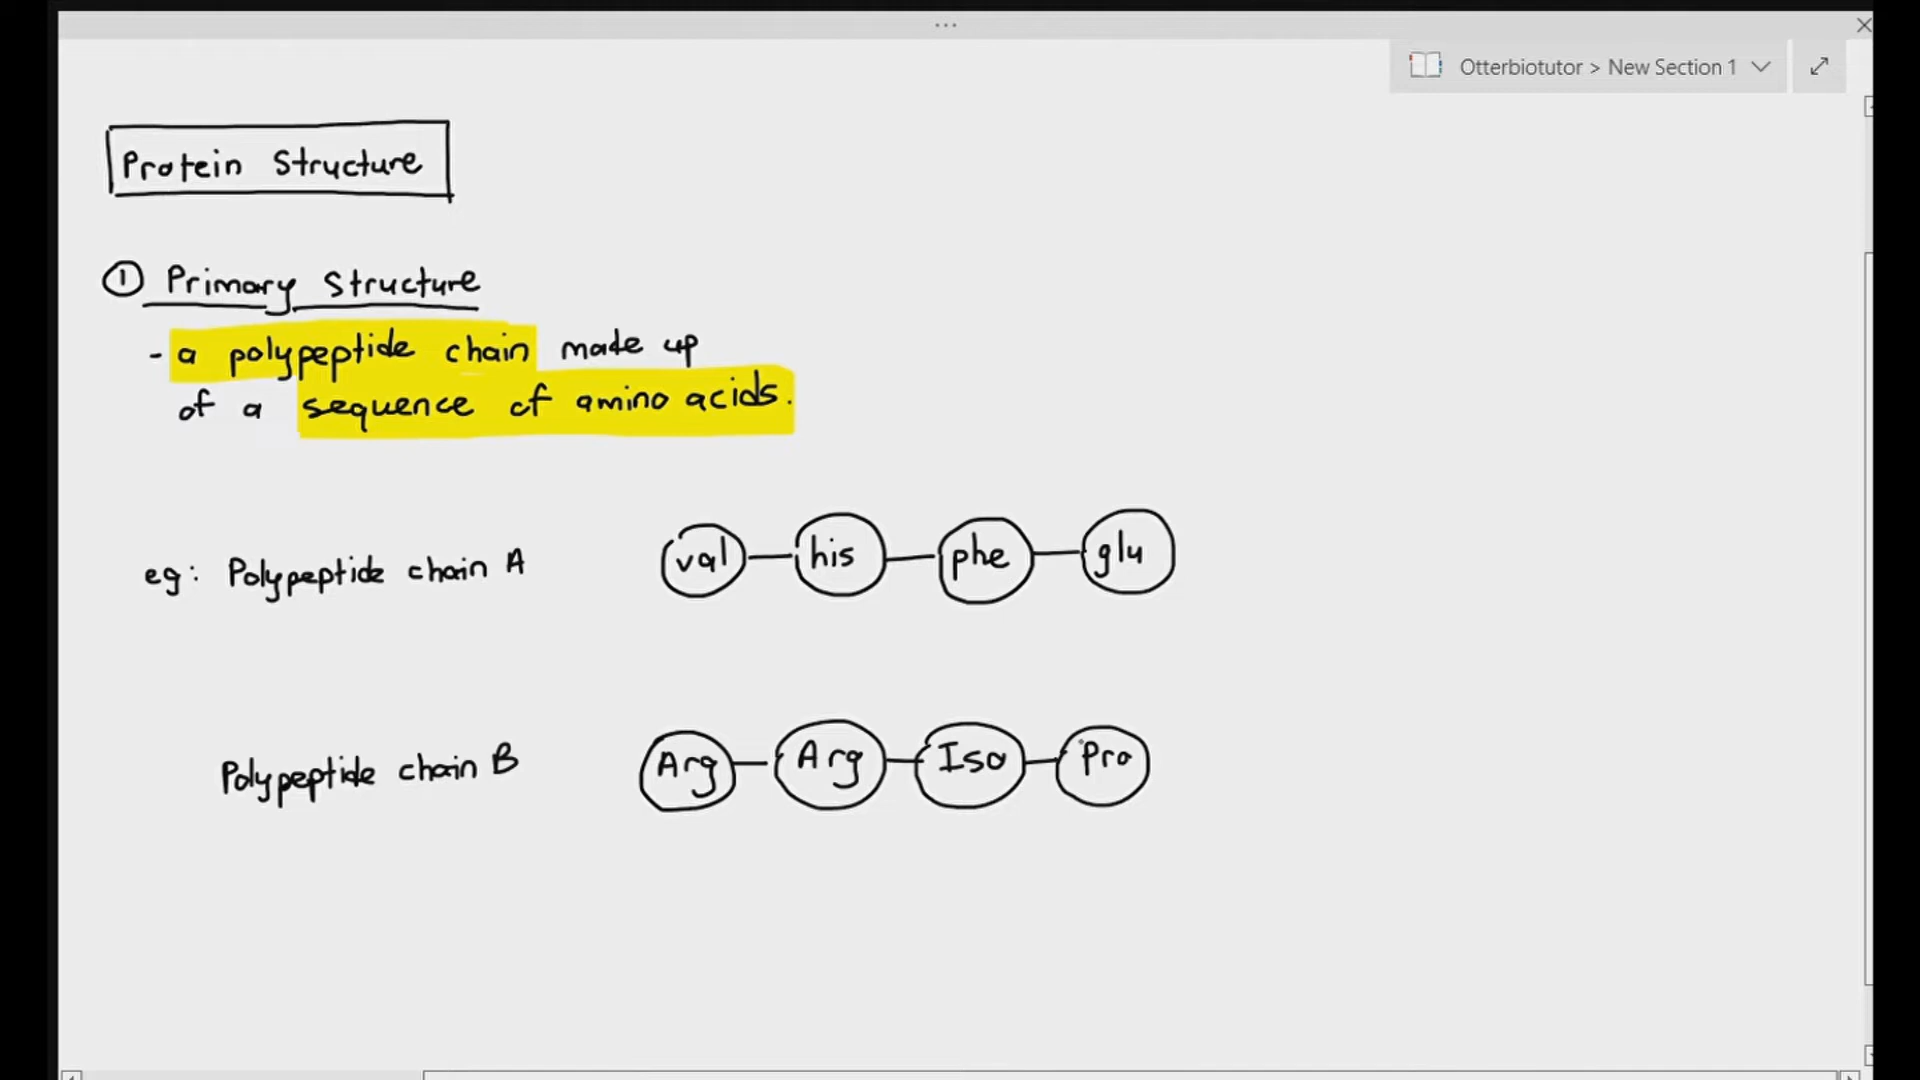 Otterbiotutor > New Section 1
Protein Structure
① Primary Structure
- a polypeptide chain made up
of a sequence of amino acids.
eg: Polypeptide chain A val his phe glu
Polypeptide chain B Arg Arg Iso Pro